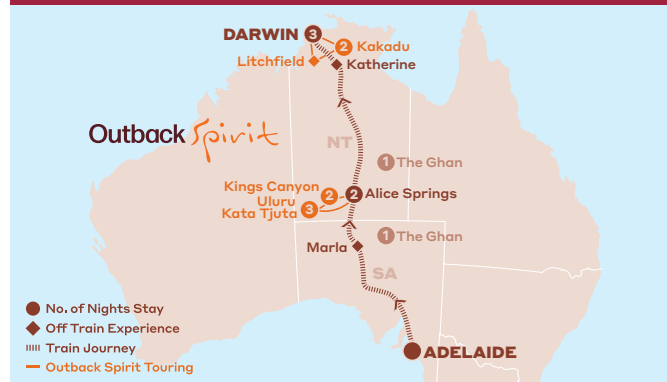 DARWIN
3
2
Kakadu
Litchfield
Katherine
Outback Spirit
NT
1 The Ghan
Kings Canyon
2
2 Alice Springs
Uluru
Kata Tjuta
3
1 The Ghan
Marla
SA
No. of Nights Stay
Off Train Experience
Train Journey
Outback Spirit Touring
ADELAIDE